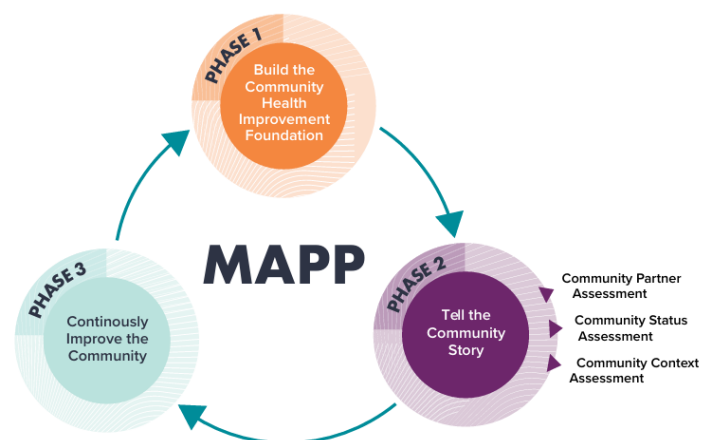 PHASE 1
Build the
Community
Health
Improvement
Foundation
MAPP
PHASE 2
Tell the
Community
Story
Community Partner
Assessment
Community Status
Assessment
Community Context
Assessment
PHASE 3
Continously
Improve the
Community